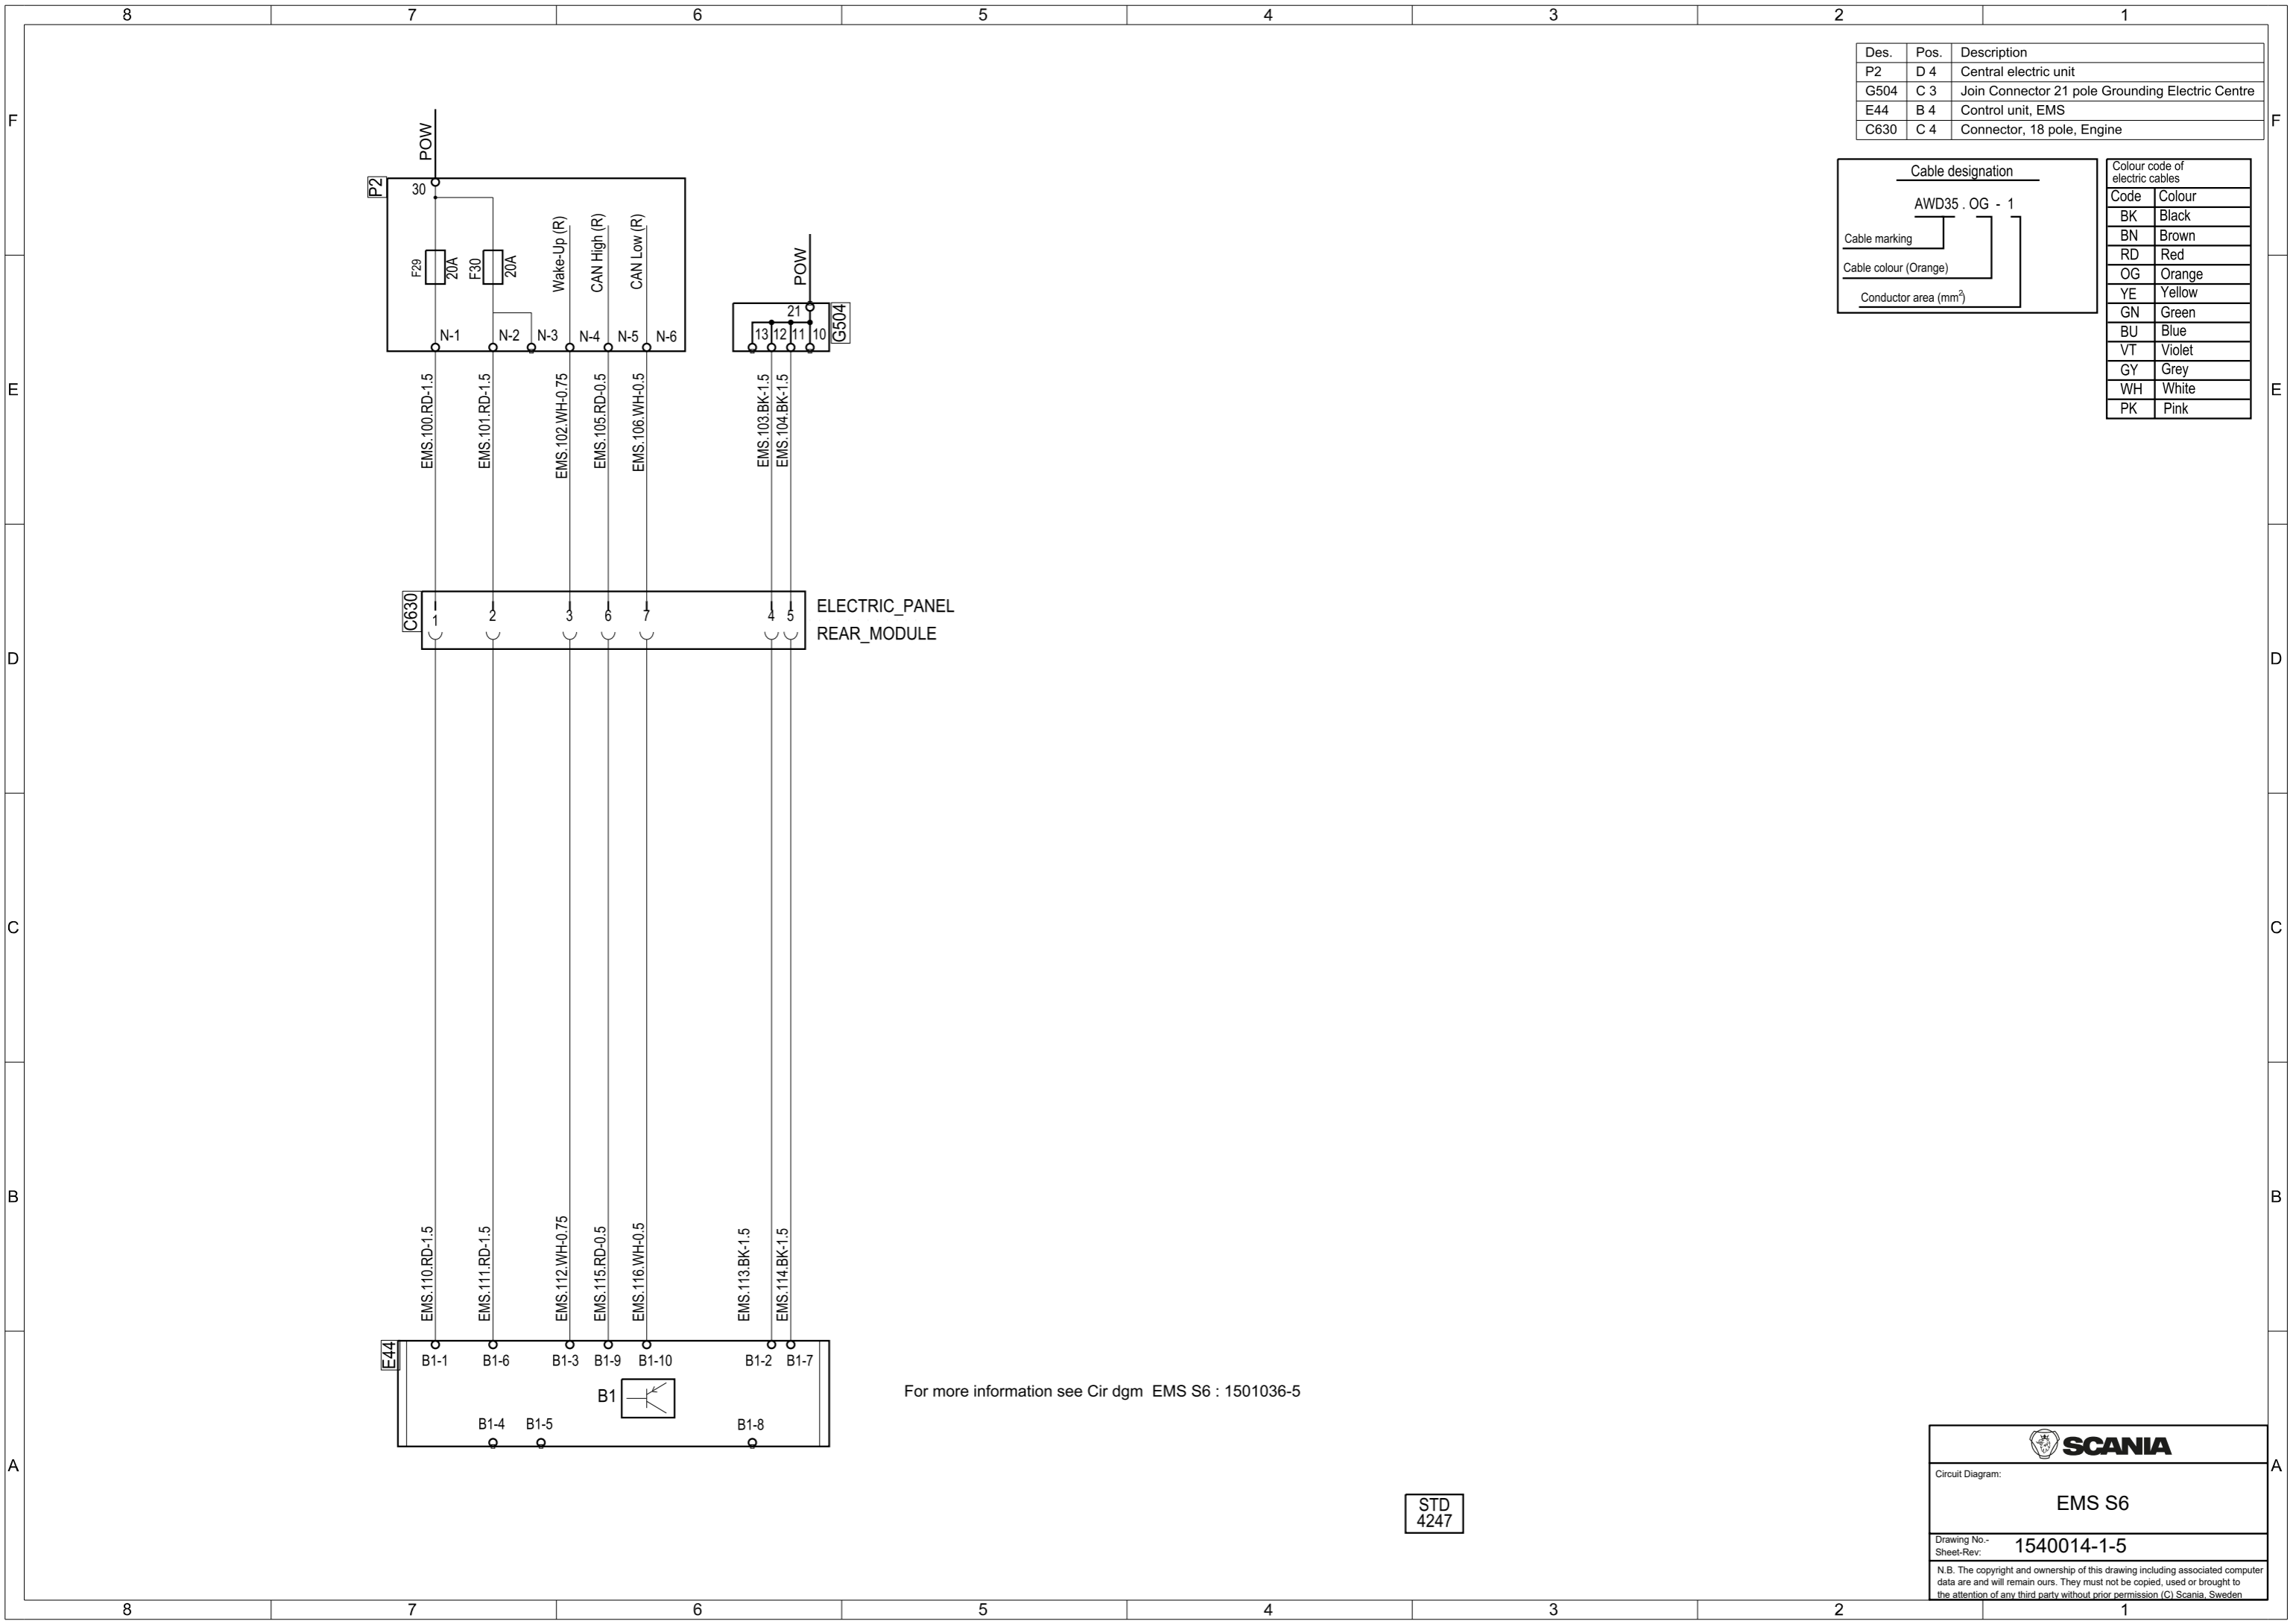 8 7 6 5 4 3 2 1
Des. Pos. Description
P2 D 4 Central electric unit
G504 C 3 Join Connector 21 pole Grounding Electric Centre
E44 B 4 Control unit, EMS
C630 C 4 Connector, 18 pole, Engine
F F
Cable designation
AWD35 . OG - 1
Cable marking
Cable colour (Orange)
Conductor area (mm²)
Colour code of
electric cables
Code Colour
BK Black
BN Brown
RD Red
OG Orange
YE Yellow
GN Green
BU Blue
VT Violet
GY Grey
WH White
PK Pink
POW
P2
30
F29
20A
F30
20A
Wake-Up (R)
CAN High (R)
CAN Low (R)
N-1 N-2 N-3 N-4 N-5 N-6
POW
G504
21
13 12 11 10
E E
EMS.100.RD-1.5
EMS.101.RD-1.5
EMS.102.WH-0.75
EMS.105.RD-0.5
EMS.106.WH-0.5
EMS.103.BK-1.5
EMS.104.BK-1.5
C630
1 2 3 6 7 4 5
ELECTRIC_PANEL
REAR_MODULE
D D
C C
B B
EMS.110.RD-1.5
EMS.111.RD-1.5
EMS.112.WH-0.75
EMS.115.RD-0.5
EMS.116.WH-0.5
EMS.113.BK-1.5
EMS.114.BK-1.5
E44
B1-1 B1-6 B1-3 B1-9 B1-10 B1-2 B1-7
B1
B1-4 B1-5 B1-8
For more information see Cir dgm EMS S6 : 1501036-5
A A
STD
4247
SCANIA
Circuit Diagram:
EMS S6
Drawing No.-
Sheet-Rev:
1540014-1-5
N.B. The copyright and ownership of this drawing including associated computer
data are and will remain ours. They must not be copied, used or brought to
the attention of any third party without prior permission (C) Scania, Sweden
8 7 6 5 4 3 2 1